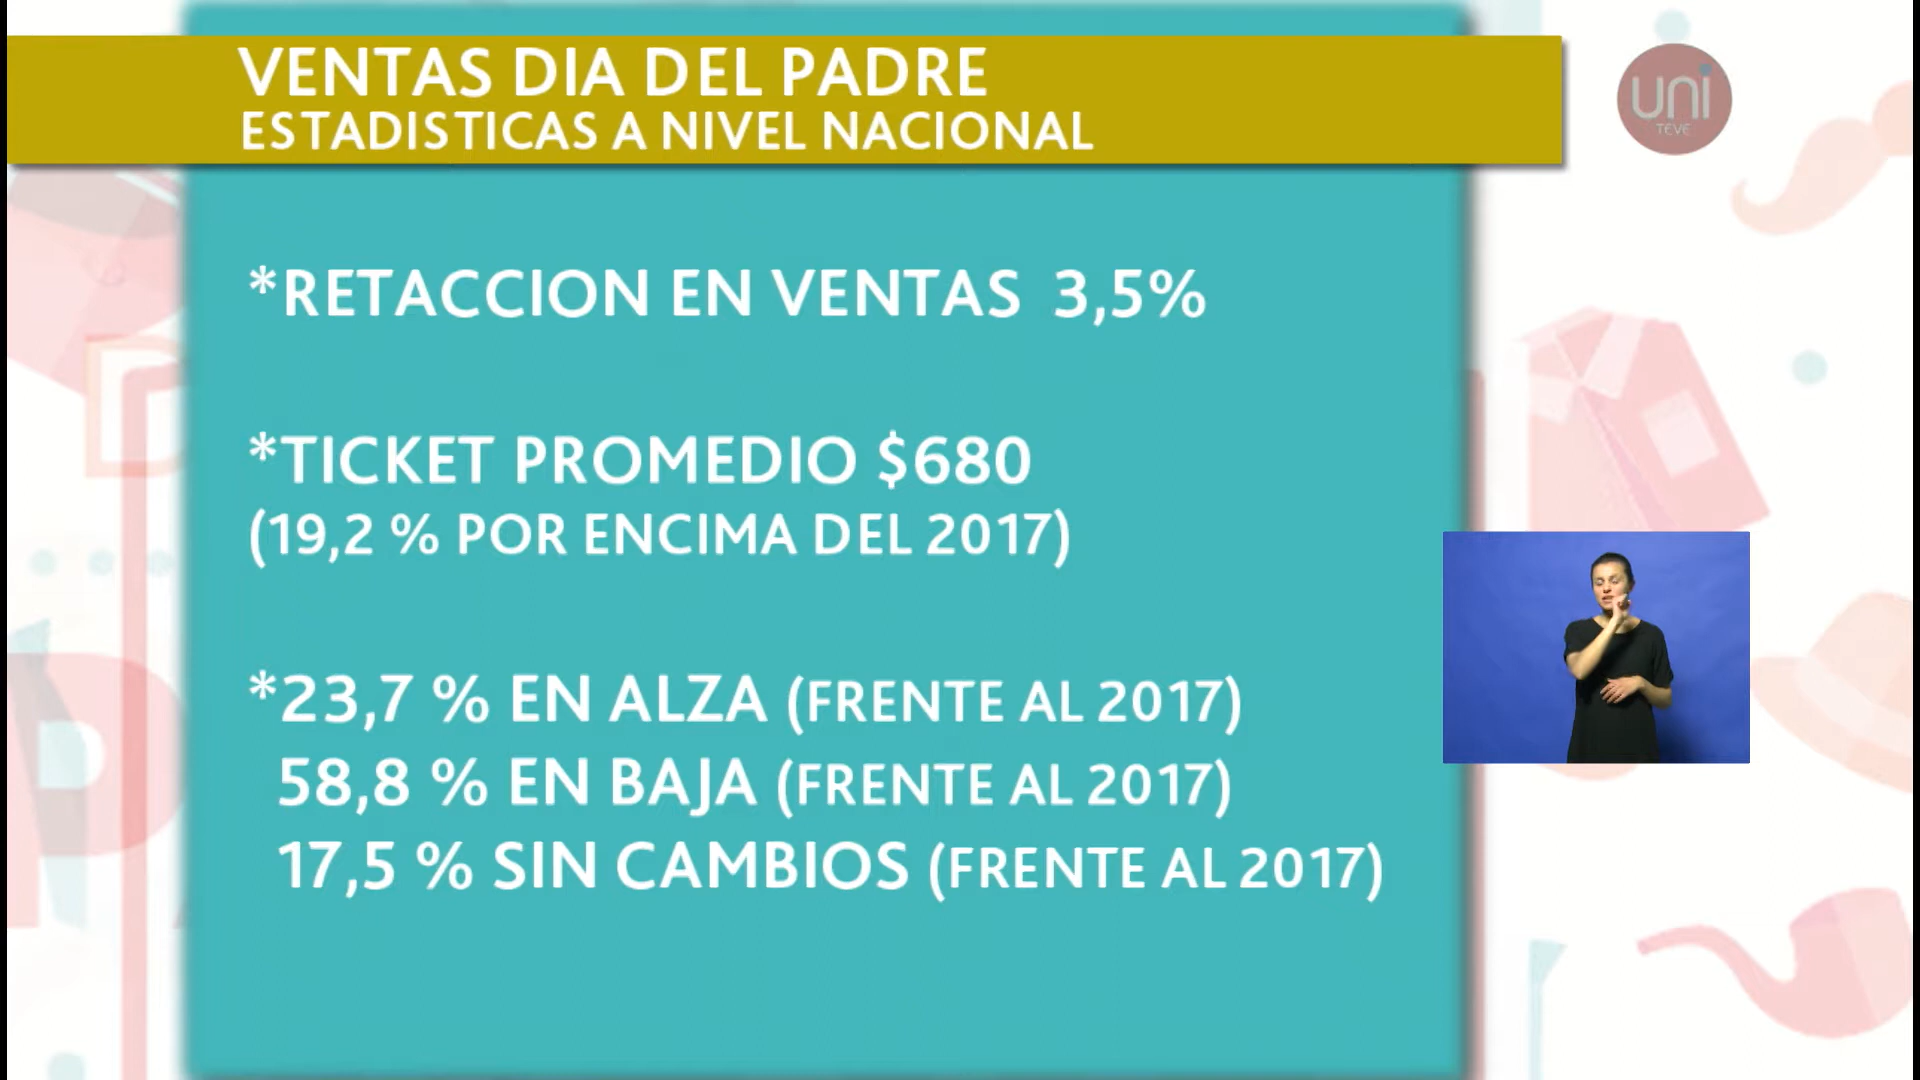 VENTAS DIA DEL PADRE
ESTADISTICAS A NIVEL NACIONAL
uni
TEVE
*RETACCION EN VENTAS 3,5%
*TICKET PROMEDIO $680
(19,2 % POR ENCIMA DEL 2017)
*23,7 % EN ALZA (FRENTE AL 2017)
58,8 % EN BAJA (FRENTE AL 2017)
17,5 % SIN CAMBIOS (FRENTE AL 2017)